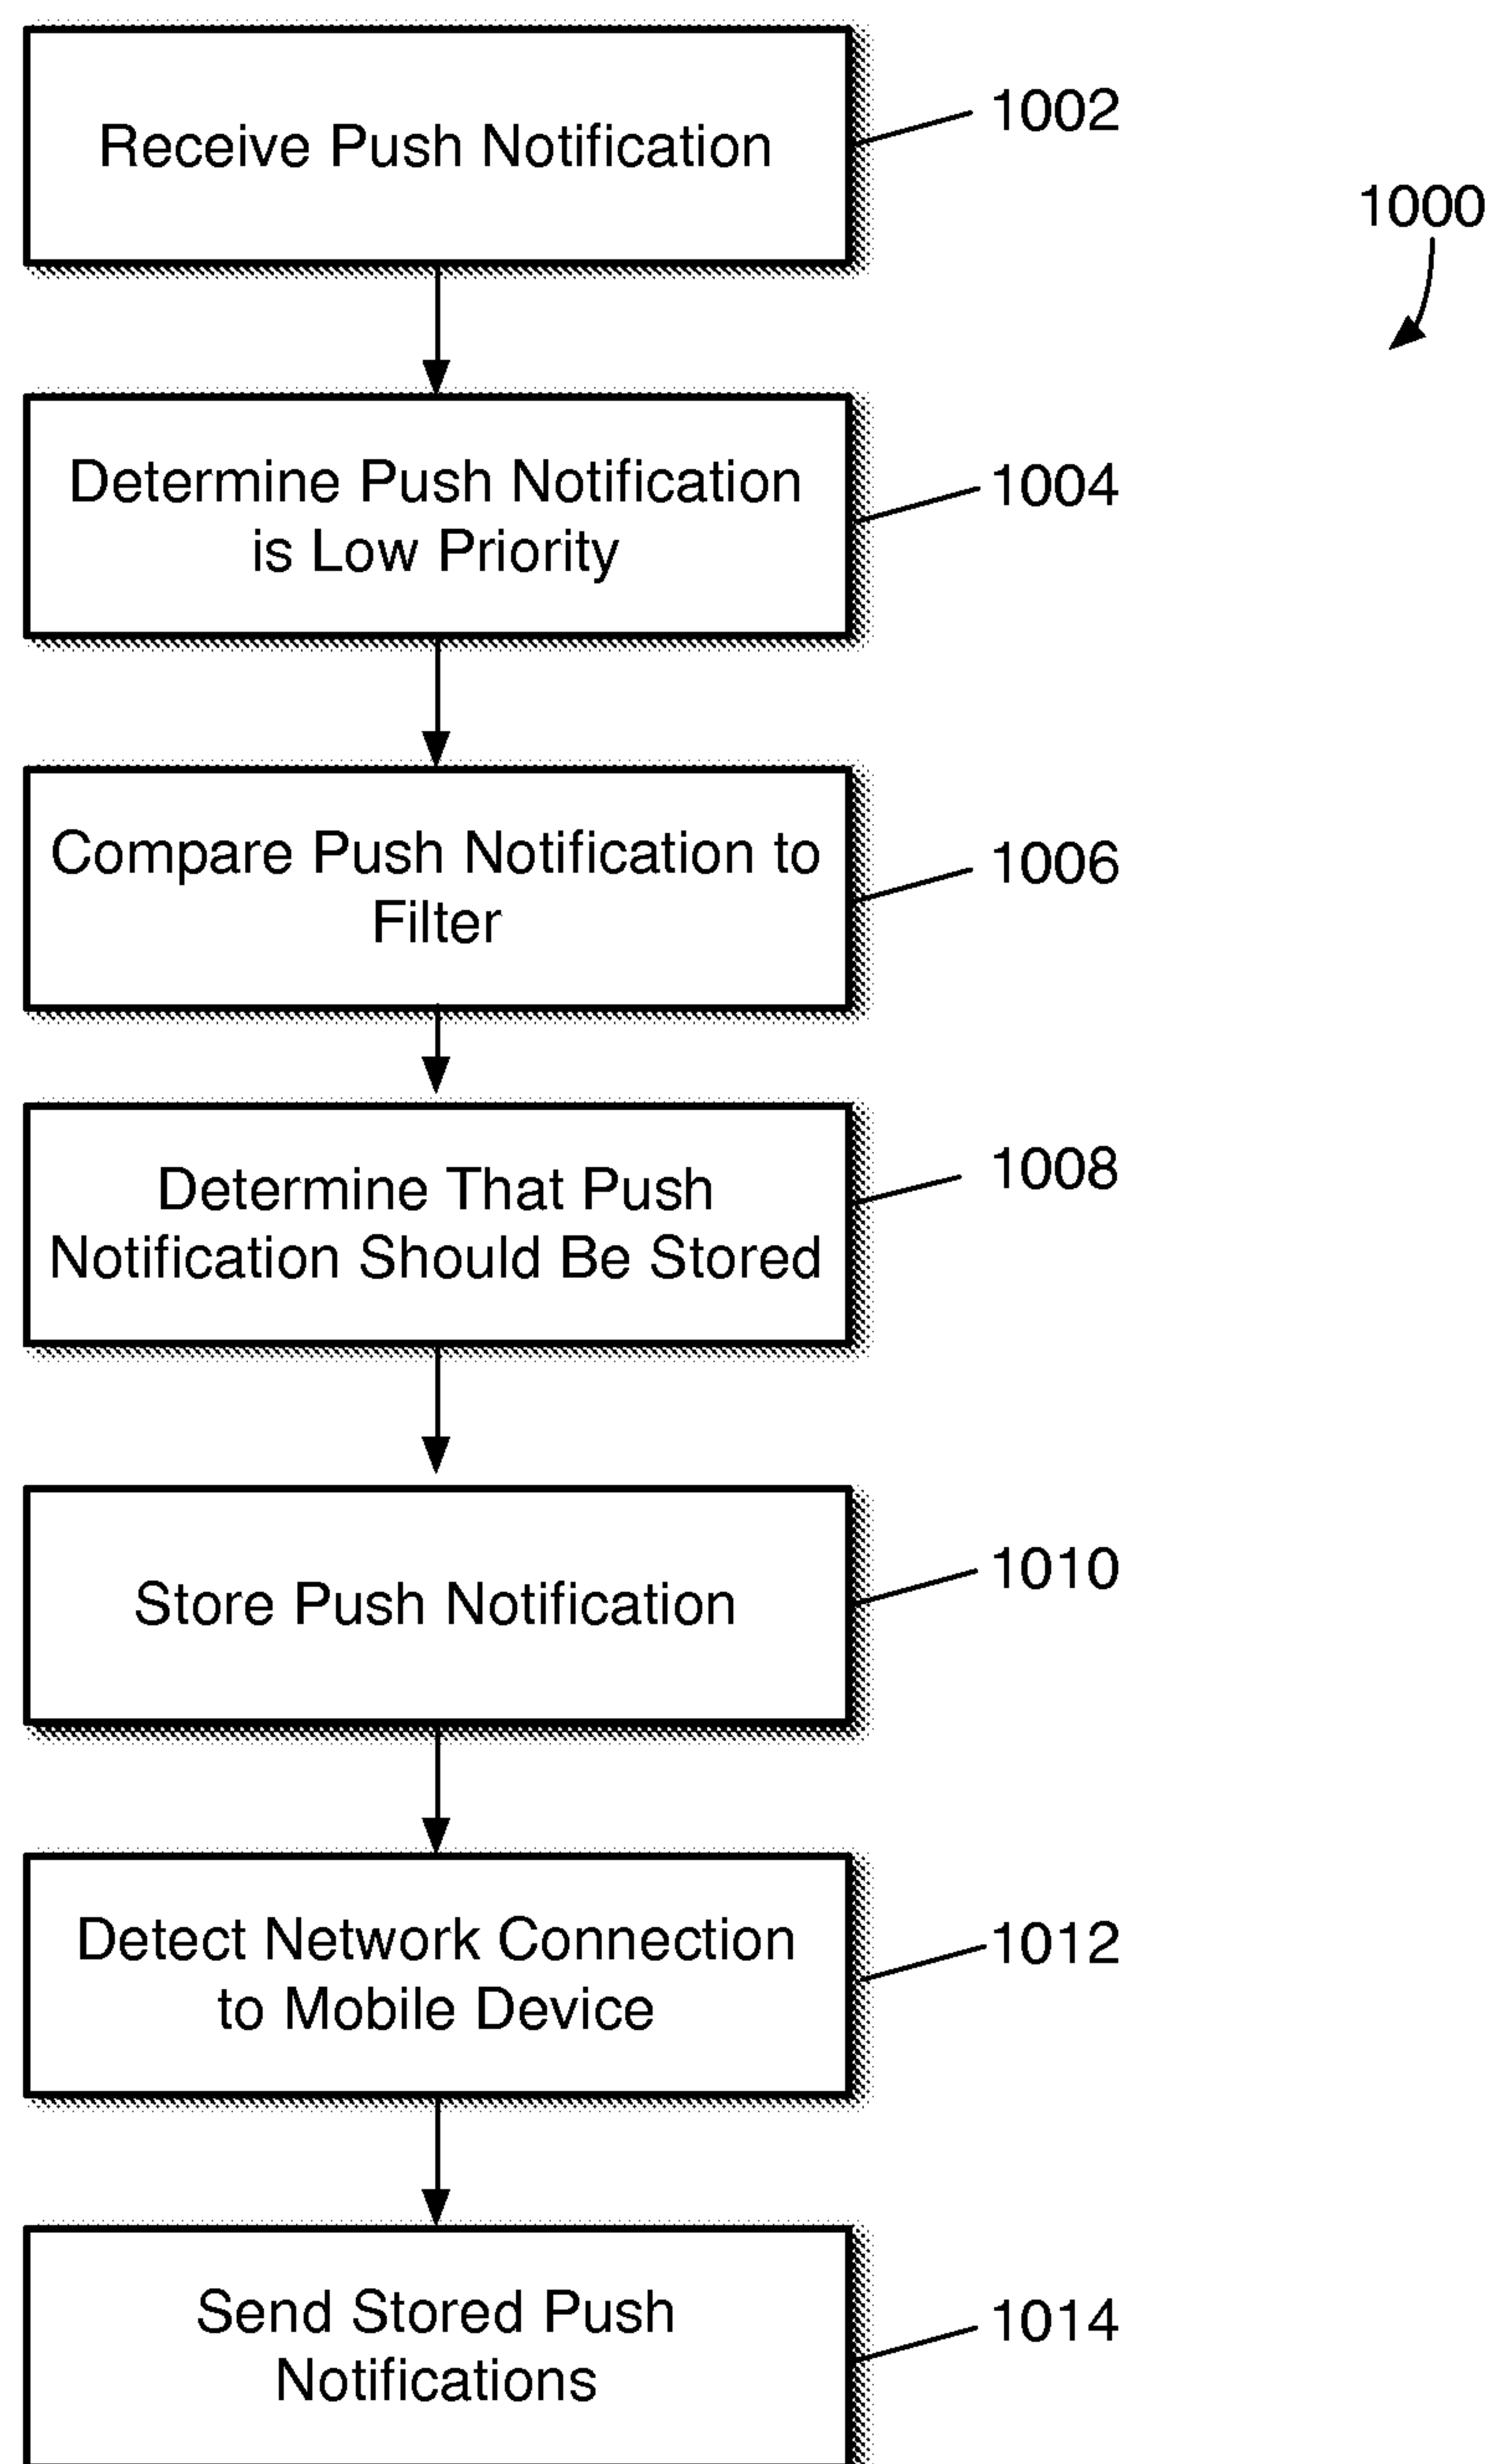 Receive Push Notification
1002
1000
Determine Push Notification
is Low Priority
1004
Compare Push Notification to
Filter
1006
Determine That Push
Notification Should Be Stored
1008
Store Push Notification
1010
Detect Network Connection
to Mobile Device
1012
Send Stored Push
Notifications
1014